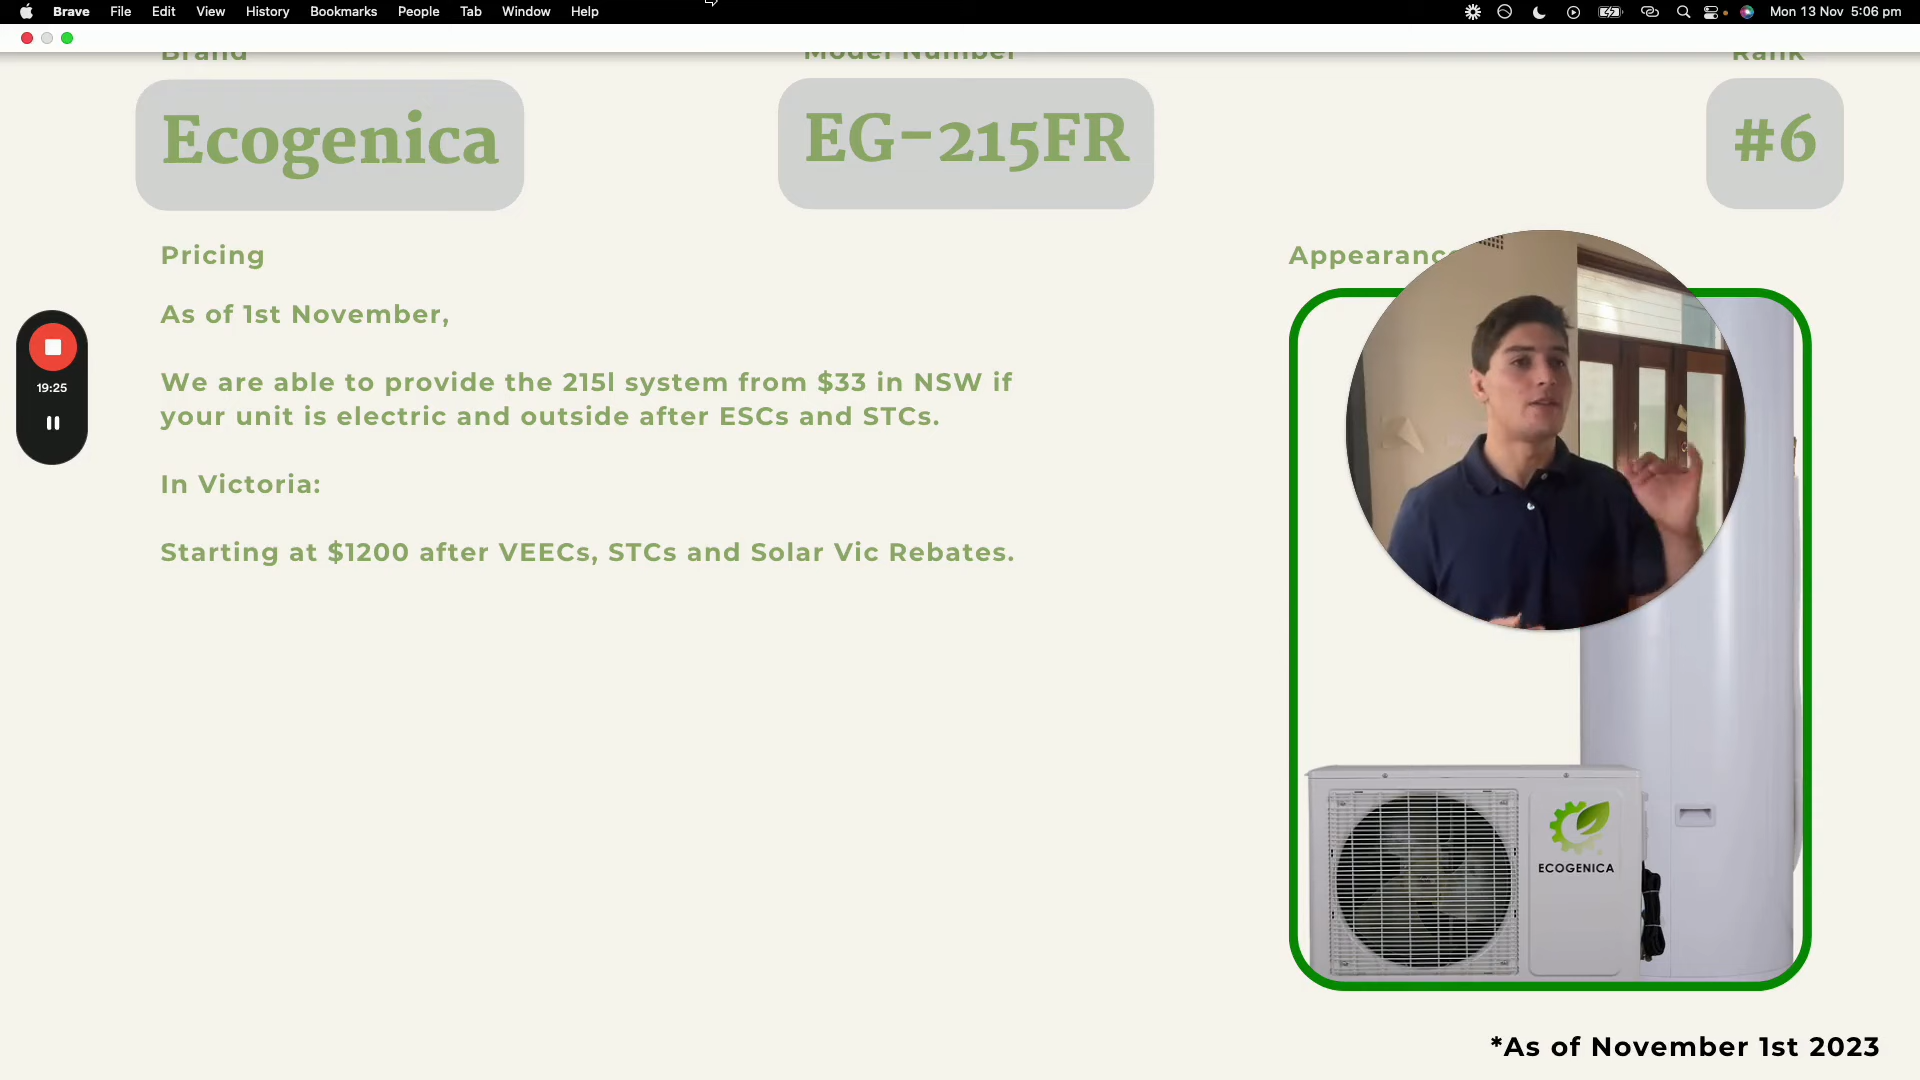 Brave File Edit View History Bookmarks People Tab Window Help Mon 13 Nov 5:06 pm
Brand Model Number Rank
Ecogenica EG-215FR #6
Pricing
Appearance
As of 1st November,
We are able to provide the 215l system from $33 in NSW if
your unit is electric and outside after ESCs and STCs.
In Victoria:
Starting at $1200 after VEECs, STCs and Solar Vic Rebates.
19:25
ECOGENICA
*As of November 1st 2023